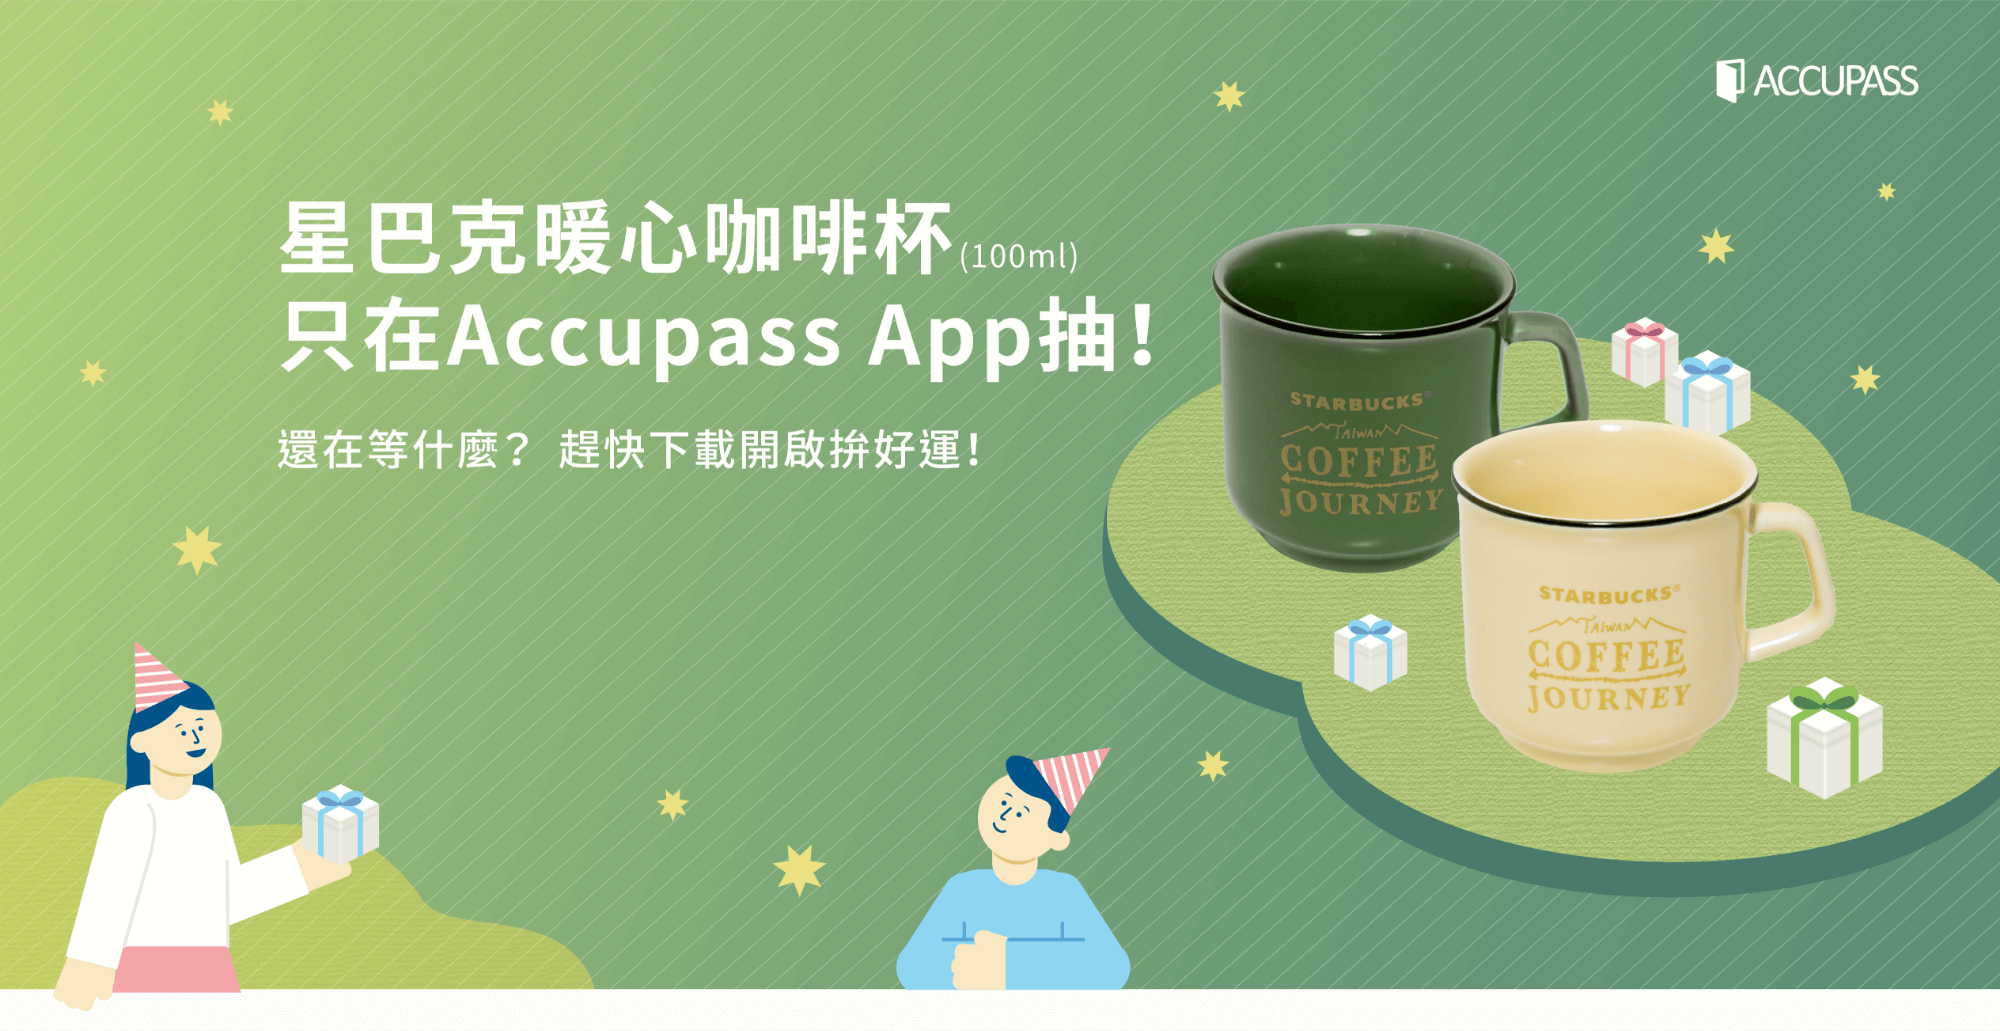 ACCUPASS
星巴克暖心咖啡杯(100ml)
只在Accupass App抽!
還在等什麼? 趕快下載開啟拚好運!
STARBUCKS®
TAIWAN
COFFEE
JOURNEY
STARBUCKS®
TAIWAN
COFFEE
JOURNEY